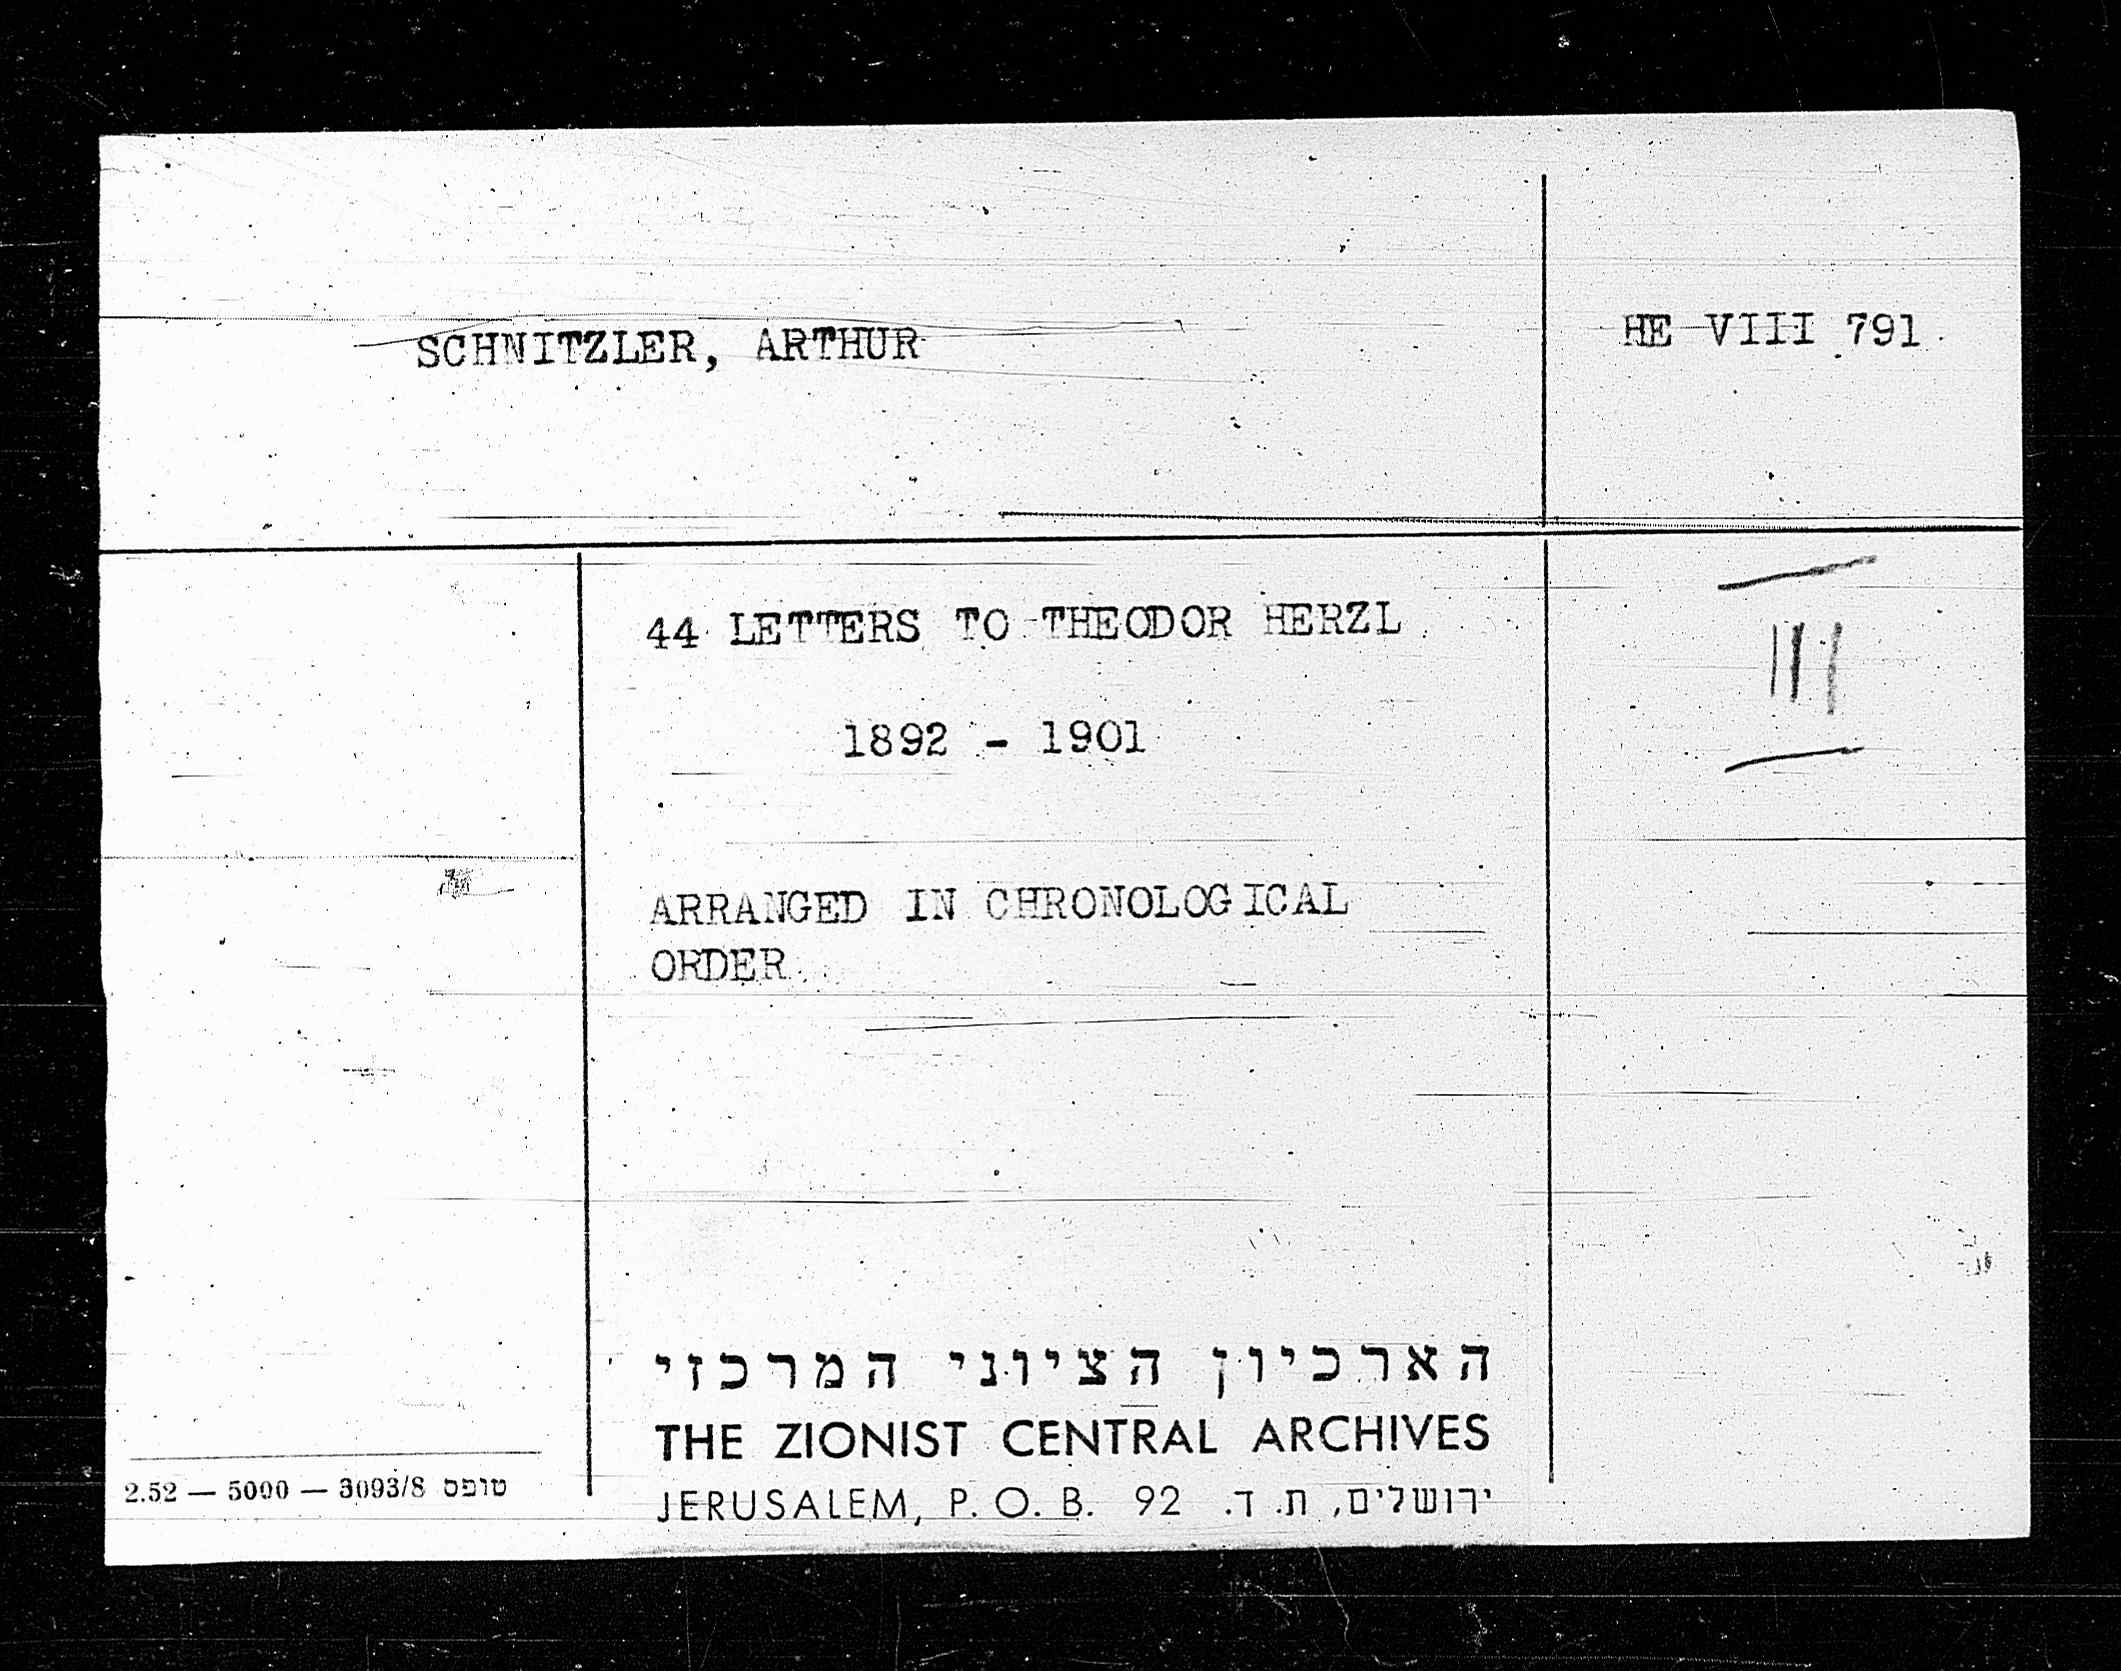 SCHNITZLER, ARTHUR
HE VIII 791
44 LETTERS TO THEODOR HERZL
III
1892 - 1901
ARRANGED IN CHRONOLOGICAL
ORDER
הארכיון הציוני המרכזי
THE ZIONIST CENTRAL ARCHIVES
JERUSALEM, P. O. B. 92 ירושלים, ת. ד.
טופס 3093/8 — 5000 — 2.52